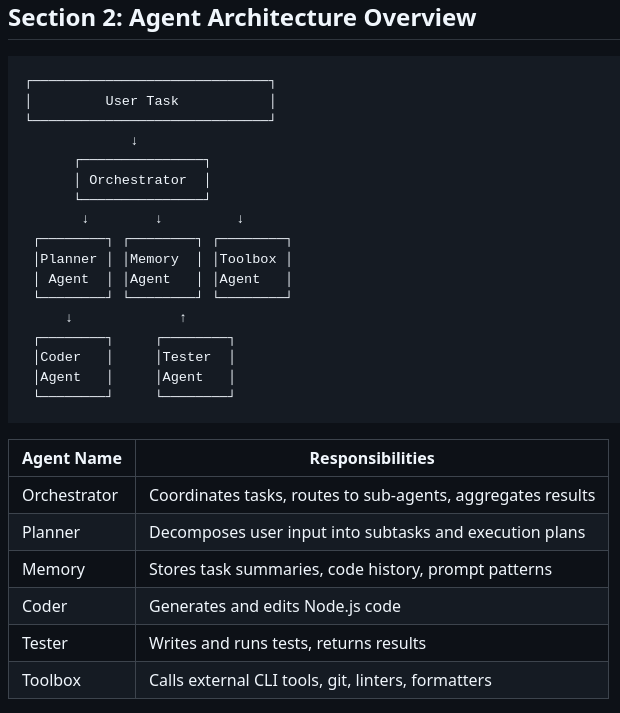 Section 2: Agent Architecture Overview
User Task
↓
Orchestrator
↓ ↓ ↓
Planner Memory Toolbox
Agent Agent Agent
↓ ↑
Coder Tester
Agent Agent
Agent Name Responsibilities
Orchestrator Coordinates tasks, routes to sub-agents, aggregates results
Planner Decomposes user input into subtasks and execution plans
Memory Stores task summaries, code history, prompt patterns
Coder Generates and edits Node.js code
Tester Writes and runs tests, returns results
Toolbox Calls external CLI tools, git, linters, formatters